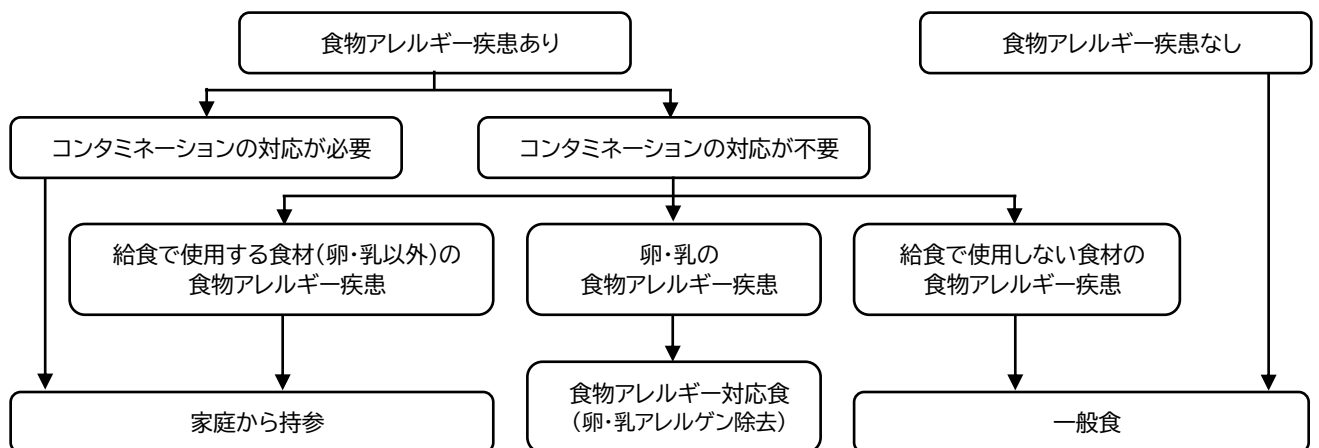 食物アレルギー疾患あり
食物アレルギー疾患なし
コンタミネーションの対応が必要
コンタミネーションの対応が不要
給食で使用する食材(卵・乳以外)の
食物アレルギー疾患
卵・乳の
食物アレルギー疾患
給食で使用しない食材の
食物アレルギー疾患
家庭から持参
食物アレルギー対応食
(卵・乳アレルゲン除去)
一般食